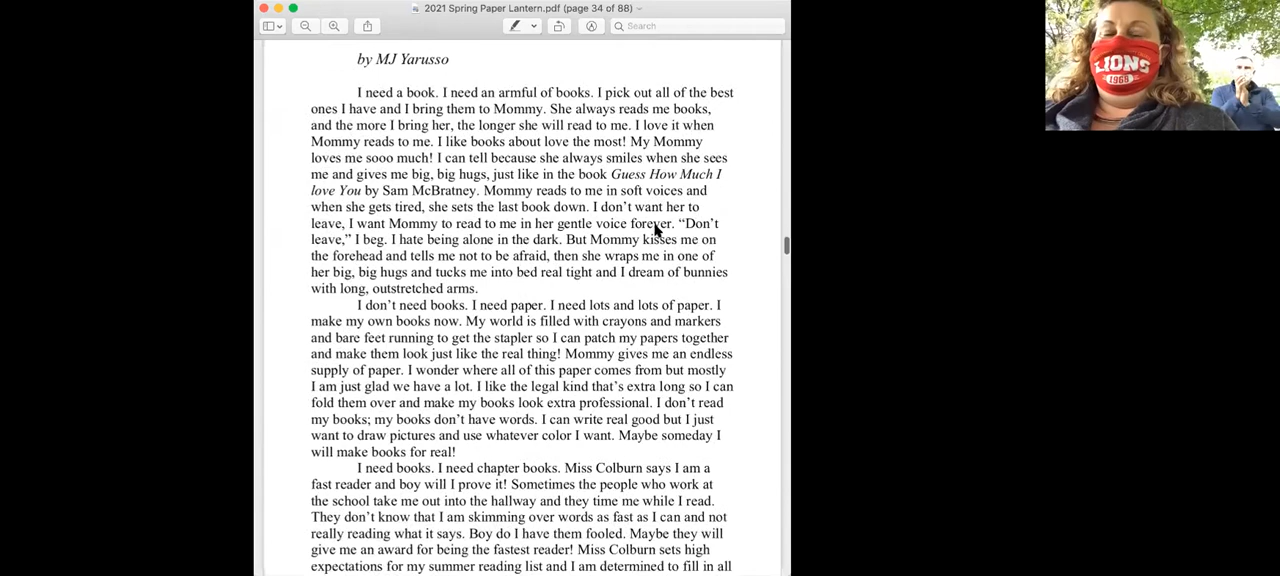 2021 Spring Paper Lantern.pdf (page 34 of 88)
Search
by MJ Yarusso
I need a book. I need an armful of books. I pick out all of the best
ones I have and I bring them to Mommy. She always reads me books,
and the more I bring her, the longer she will read to me. I love it when
Mommy reads to me. I like books about love the most! My Mommy
loves me sooo much! I can tell because she always smiles when she sees
me and gives me big, big hugs, just like in the book Guess How Much I
love You by Sam McBratney. Mommy reads to me in soft voices and
when she gets tired, she sets the last book down. I don’t want her to
leave, I want Mommy to read to me in her gentle voice forever. “Don’t
leave,” I beg. I hate being alone in the dark. But Mommy kisses me on
the forehead and tells me not to be afraid, then she wraps me in one of
her big, big hugs and tucks me into bed real tight and I dream of bunnies
with long, outstretched arms.
I don’t need books. I need paper. I need lots and lots of paper. I
make my own books now. My world is filled with crayons and markers
and bare feet running to get the stapler so I can patch my papers together
and make them look just like the real thing! Mommy gives me an endless
supply of paper. I wonder where all of this paper comes from but mostly
I am just glad we have a lot. I like the legal kind that’s extra long so I can
fold them over and make my books look extra professional. I don’t read
my books; my books don’t have words. I can write real good but I just
want to draw pictures and use whatever color I want. Maybe someday I
will make books for real!
I need books. I need chapter books. Miss Colburn says I am a
fast reader and boy will I prove it! Sometimes the people who work at
the school take me out into the hallway and they time me while I read.
They don’t know that I am skimming over words as fast as I can and not
really reading what it says. Boy do I have them fooled. Maybe they will
give me an award for being the fastest reader! Miss Colburn sets high
expectations for my summer reading list and I am determined to fill in all
LIONS
1968